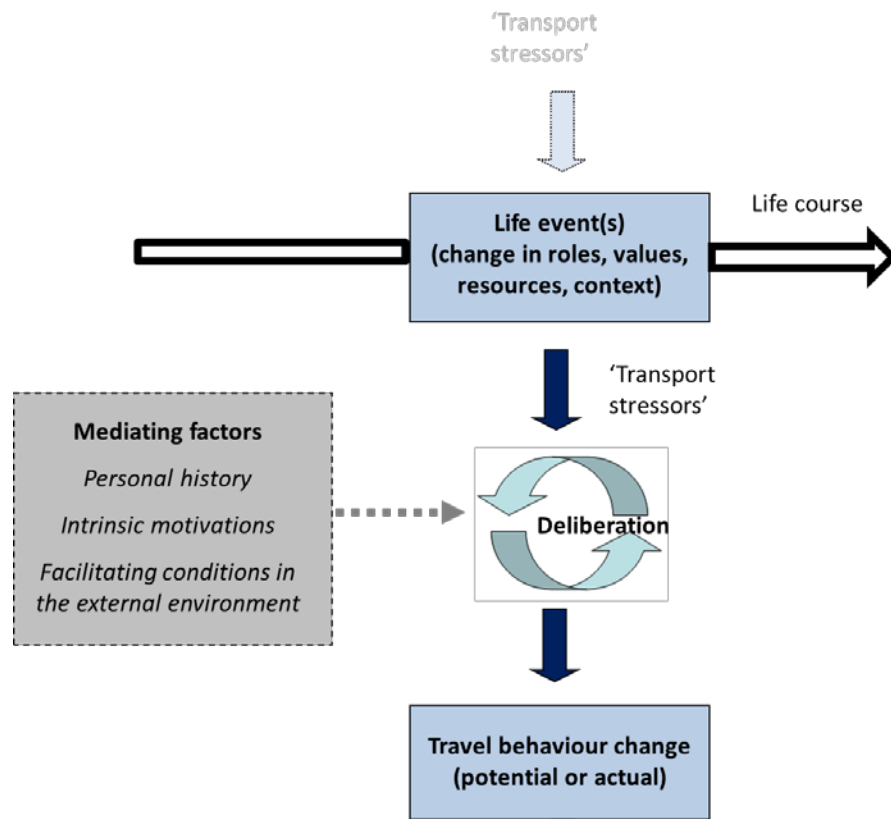 ‘Transport
stressors’
Life event(s)
(change in roles, values,
resources, context)
Life course
‘Transport
stressors’
Mediating factors
Personal history
Intrinsic motivations
Facilitating conditions in
the external environment
Deliberation
Travel behaviour change
(potential or actual)